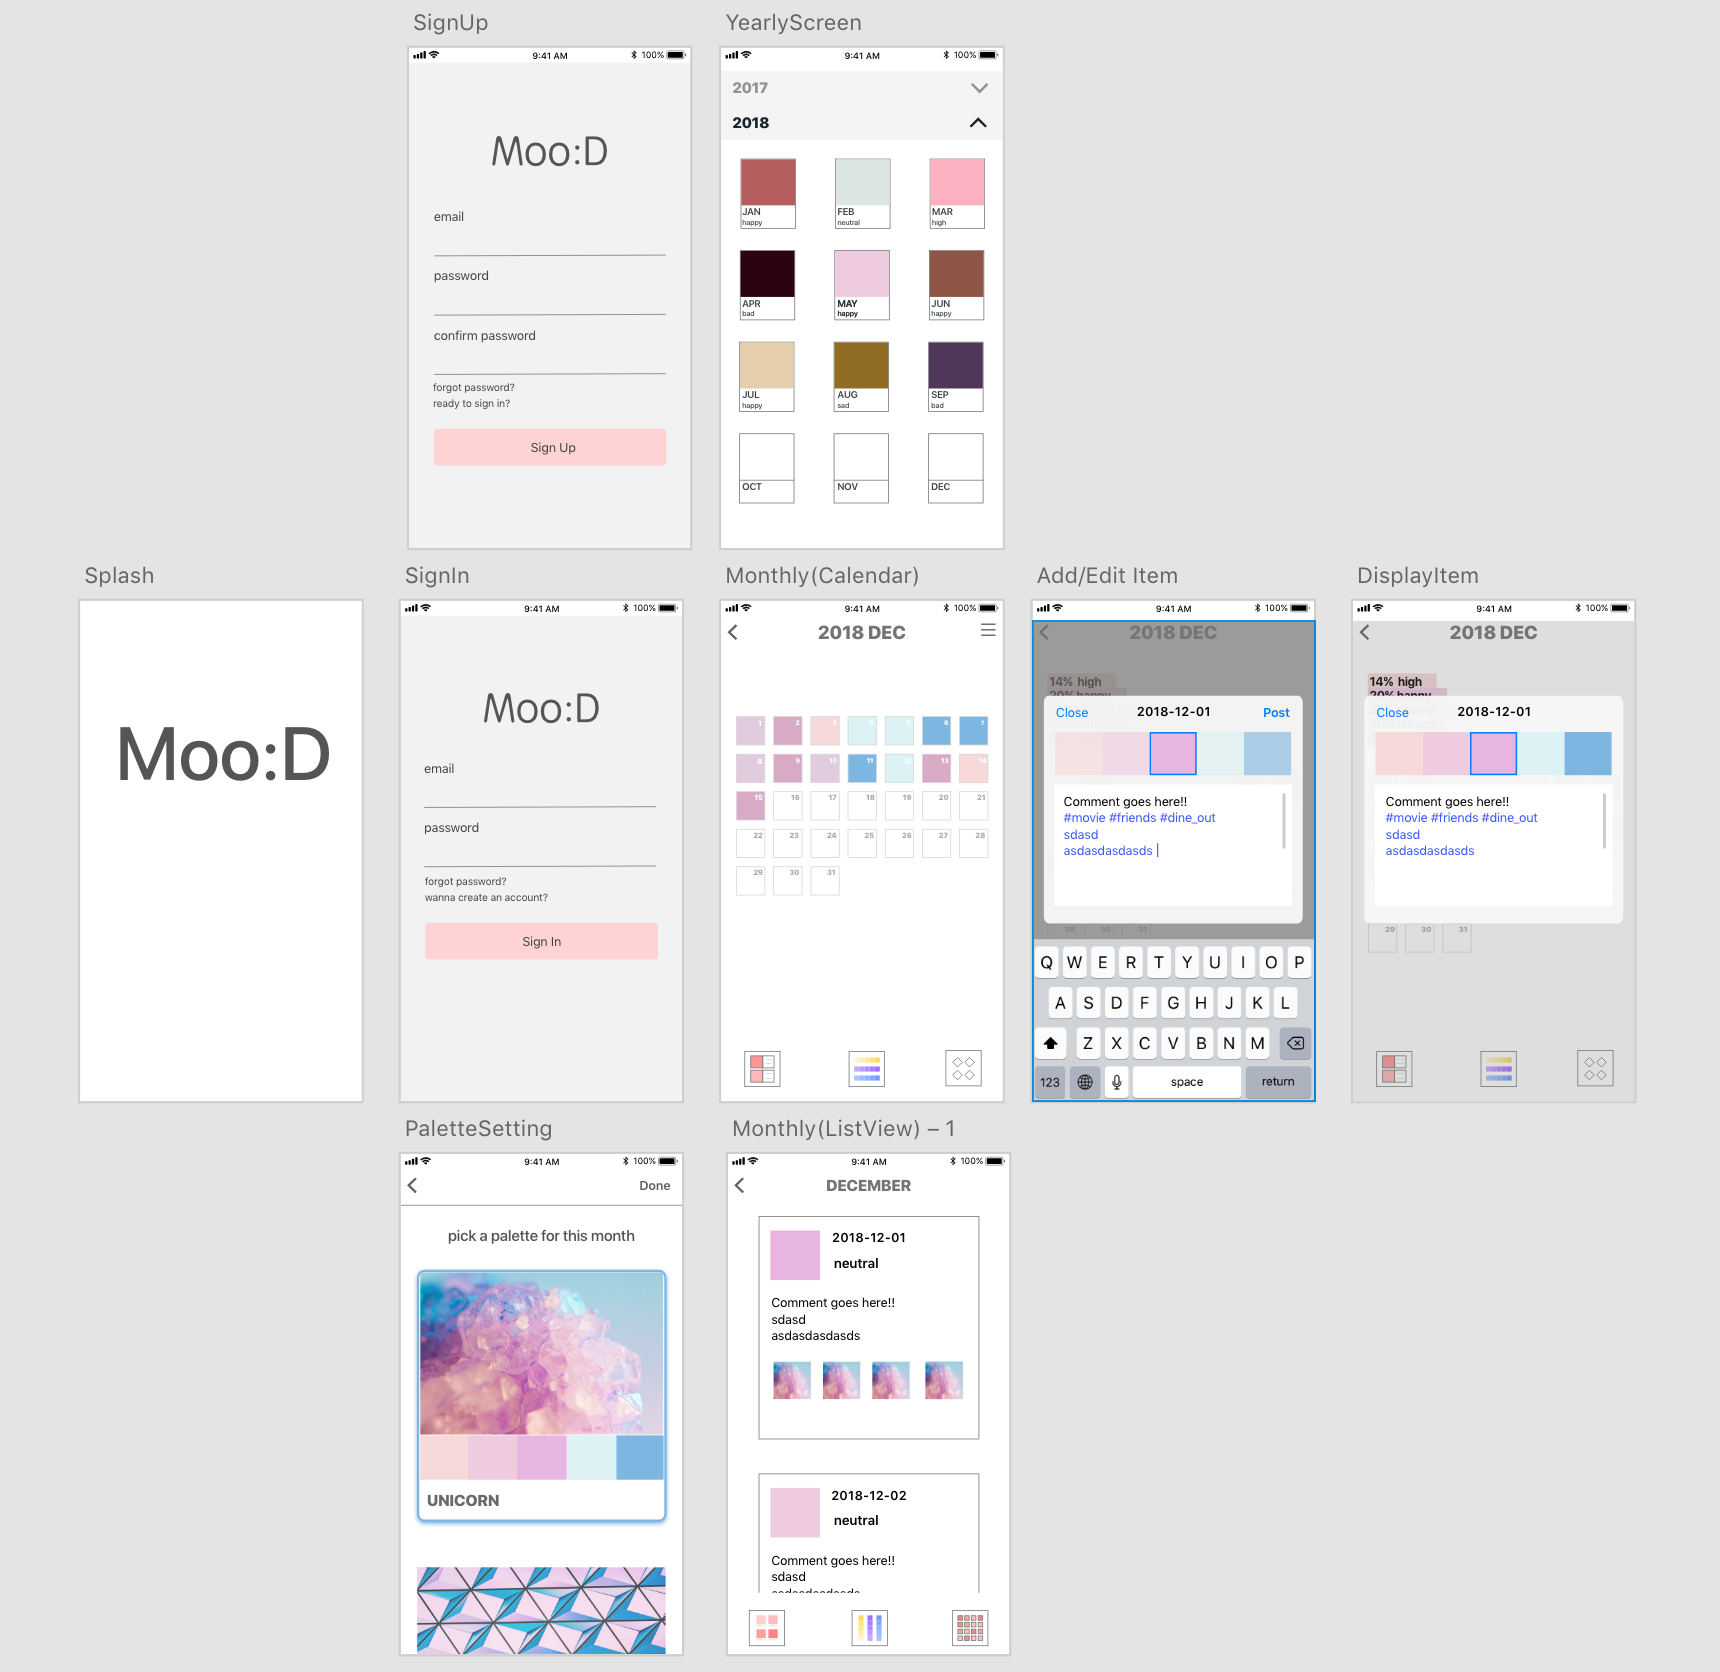 SignUp
9:41 AM
100%
Moo:D
email
password
confirm password
forgot password?
ready to sign in?
Sign Up
YearlyScreen
9:41 AM
100%
2017
2018
JAN
happy
FEB
neutral
MAR
high
APR
bad
MAY
happy
JUN
happy
JUL
happy
AUG
sad
SEP
bad
OCT
NOV
DEC
Splash
Moo:D
SignIn
9:41 AM
100%
Moo:D
email
password
forgot password?
wanna create an account?
Sign In
Monthly(Calendar)
9:41 AM
100%
2018 DEC
1 2 3 4 5 6 7
8 9 10 11 12 13 14
15 16 17 18 19 20 21
22 23 24 25 26 27 28
29 30 31
Add/Edit Item
9:41 AM
100%
2018 DEC
14% high
20% happy
Close 2018-12-01 Post
Comment goes here!!
#movie #friends #dine_out
sdasd
asdasdasdasds
29 30 31
Q W E R T Y U I O P
A S D F G H J K L
Z X C V B N M
123 space return
DisplayItem
9:41 AM
100%
2018 DEC
14% high
20% happy
Close 2018-12-01
Comment goes here!!
#movie #friends #dine_out
sdasd
asdasdasdasds
29 30 31
PaletteSetting
9:41 AM
100%
Done
pick a palette for this month
UNICORN
Monthly(ListView) – 1
9:41 AM
100%
DECEMBER
2018-12-01
neutral
Comment goes here!!
sdasd
asdasdasdasds
2018-12-02
neutral
Comment goes here!!
sdasd